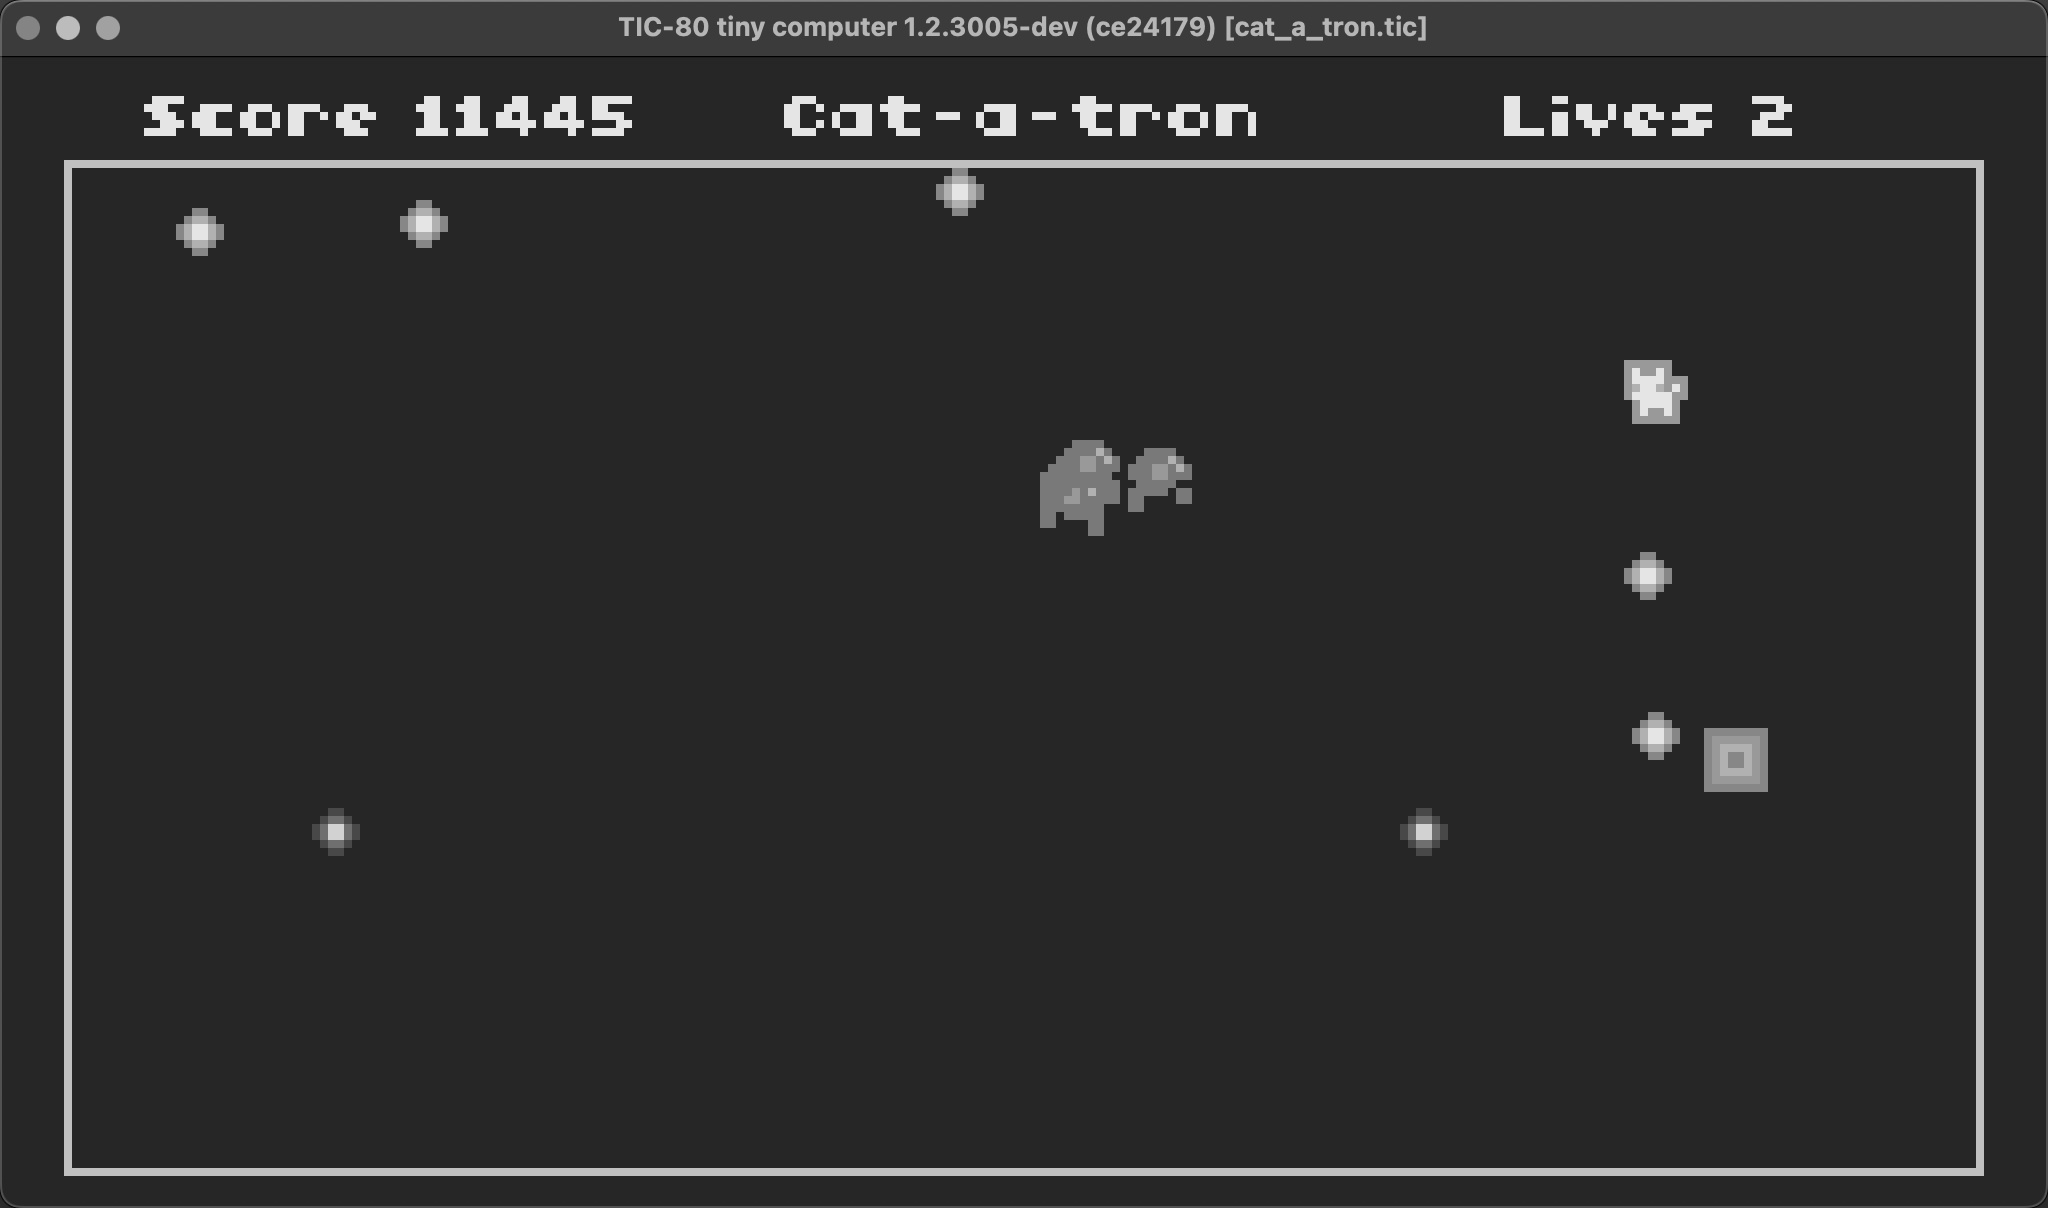 TIC-80 tiny computer 1.2.3005-dev (ce24179) [cat_a_tron.tic]
Score 11445 Cat-a-tron Lives 2